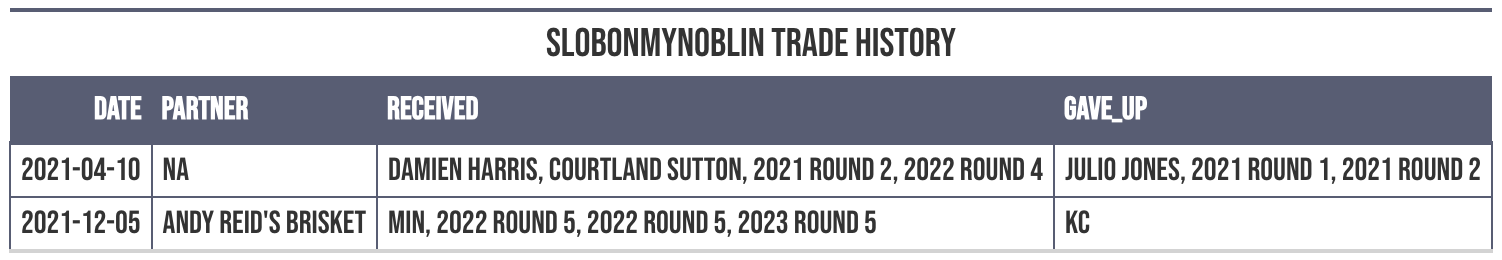 SLOBONMYNOBLIN TRADE HISTORY
DATE PARTNER RECEIVED GAVE_UP
2021-04-10 NA DAMIEN HARRIS, COURTLAND SUTTON, 2021 ROUND 2, 2022 ROUND 4 JULIO JONES, 2021 ROUND 1, 2021 ROUND 2
2021-12-05 ANDY REID'S BRISKET MIN, 2022 ROUND 5, 2022 ROUND 5, 2023 ROUND 5 KC